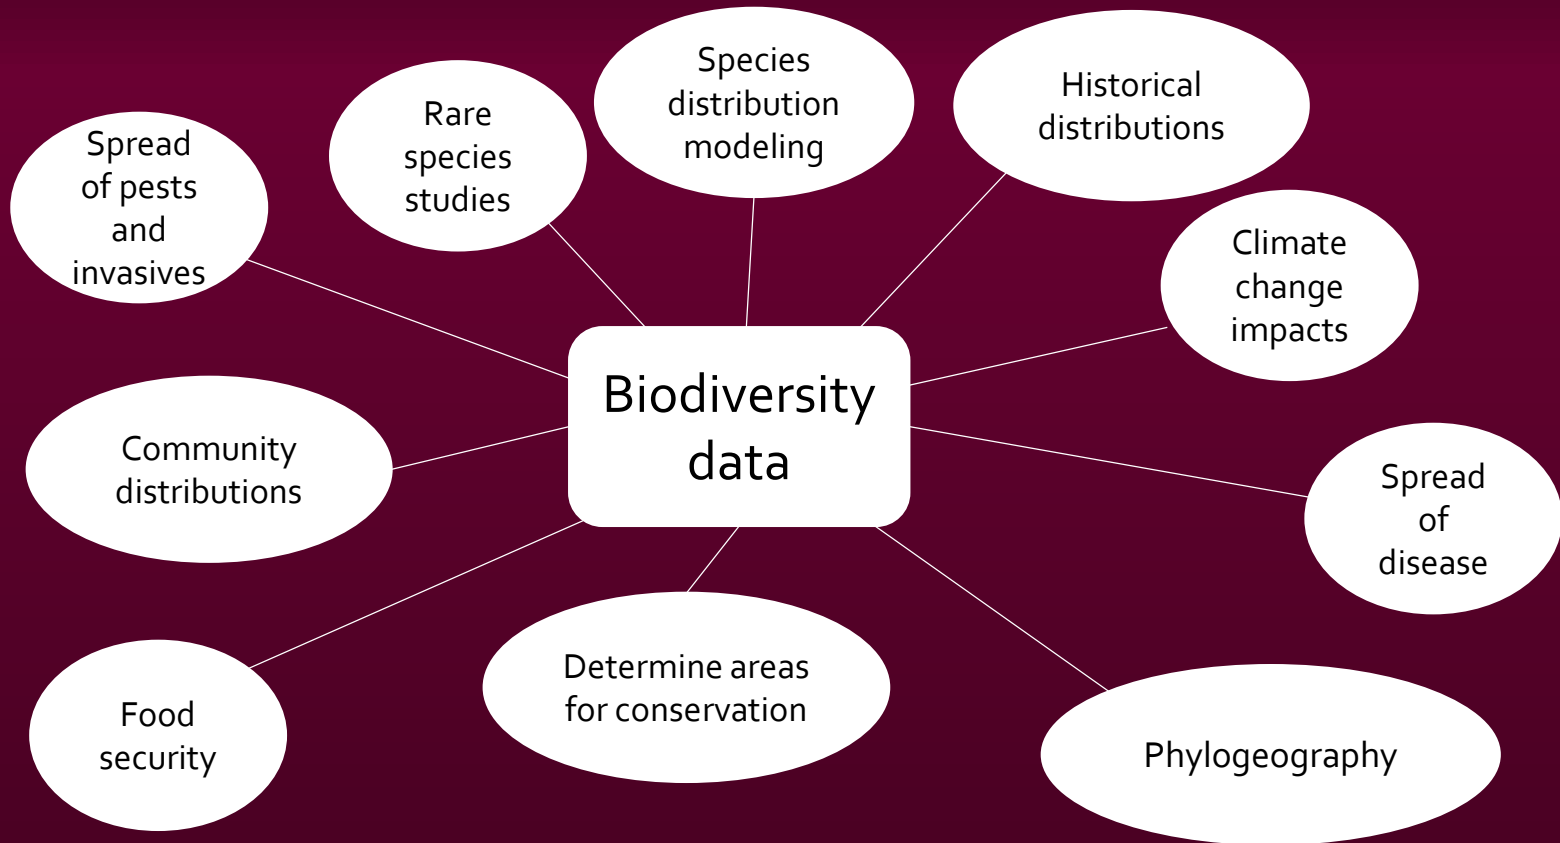 Species
distribution
modeling
Historical
distributions
Rare
species
studies
Spread
of pests
and
invasives
Climate
change
impacts
Biodiversity
data
Community
distributions
Spread
of
disease
Determine areas
for conservation
Food
security
Phylogeography